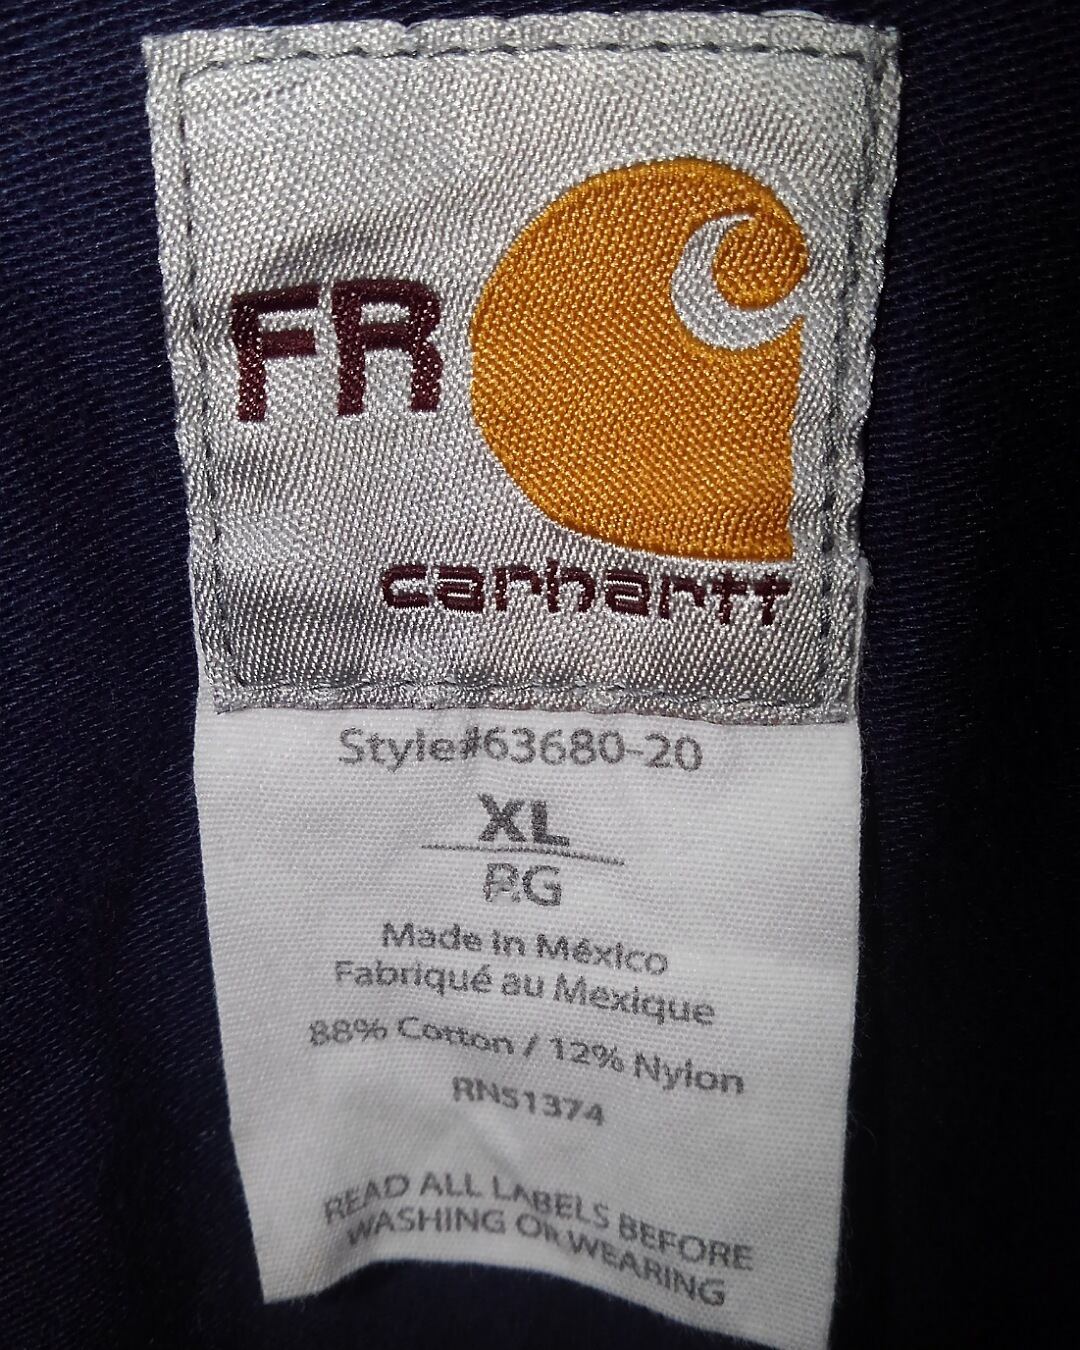 FR
carhartt
Style#63680-20
XL
RG
Made in México
Fabriqué au Mexique
88% Cotton / 12% Nylon
RN51374
READ ALL LABELS BEFORE
WASHING OR WEARING